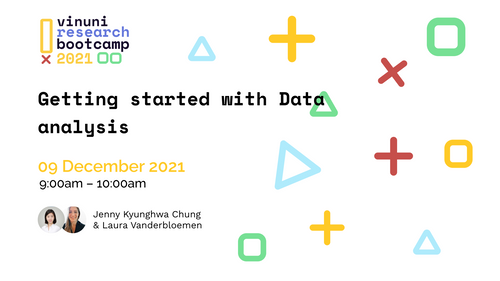 vinuni
research
bootcamp
2021
Getting started with Data
analysis
09 December 2021
9:00am – 10:00am
Jenny Kyunghwa Chung
& Laura Vanderbloemen